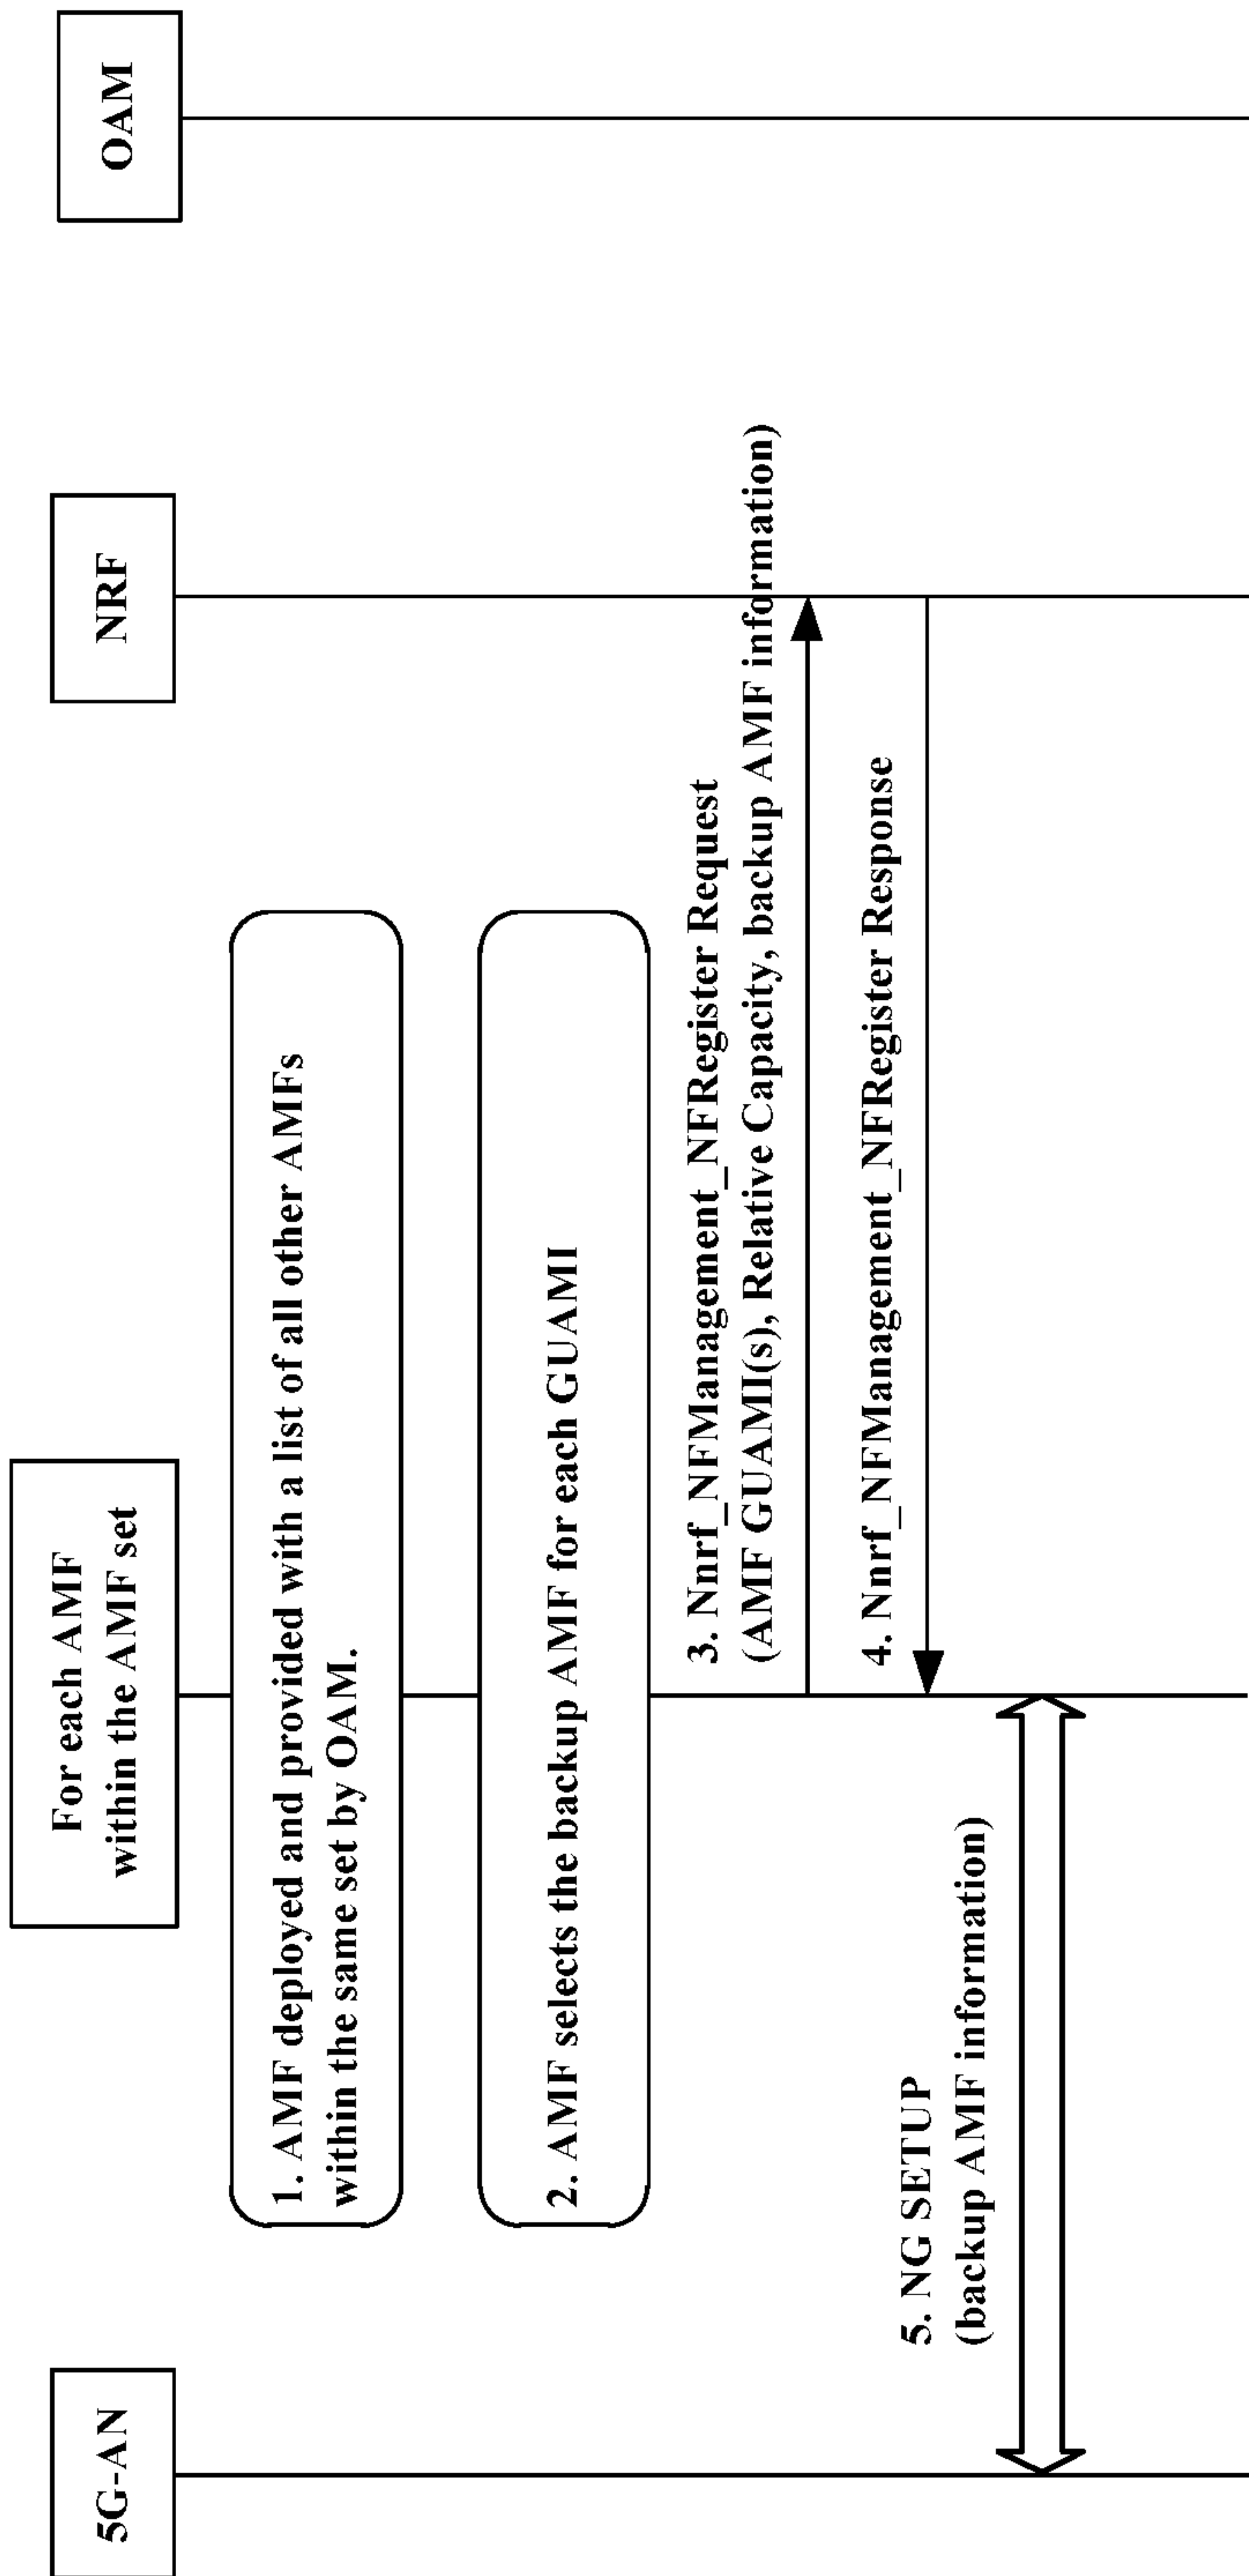 5G-AN
For each AMF
within the AMF set
NRF
OAM
1. AMF deployed and provided with a list of all other AMFs
within the same set by OAM.
2. AMF selects the backup AMF for each GUAMI
3. Nnrf_NFManagement_NFRegister Request
(AMF GUAMI(s), Relative Capacity, backup AMF information)
4. Nnrf_NFManagement_NFRegister Response
5. NG SETUP
(backup AMF information)